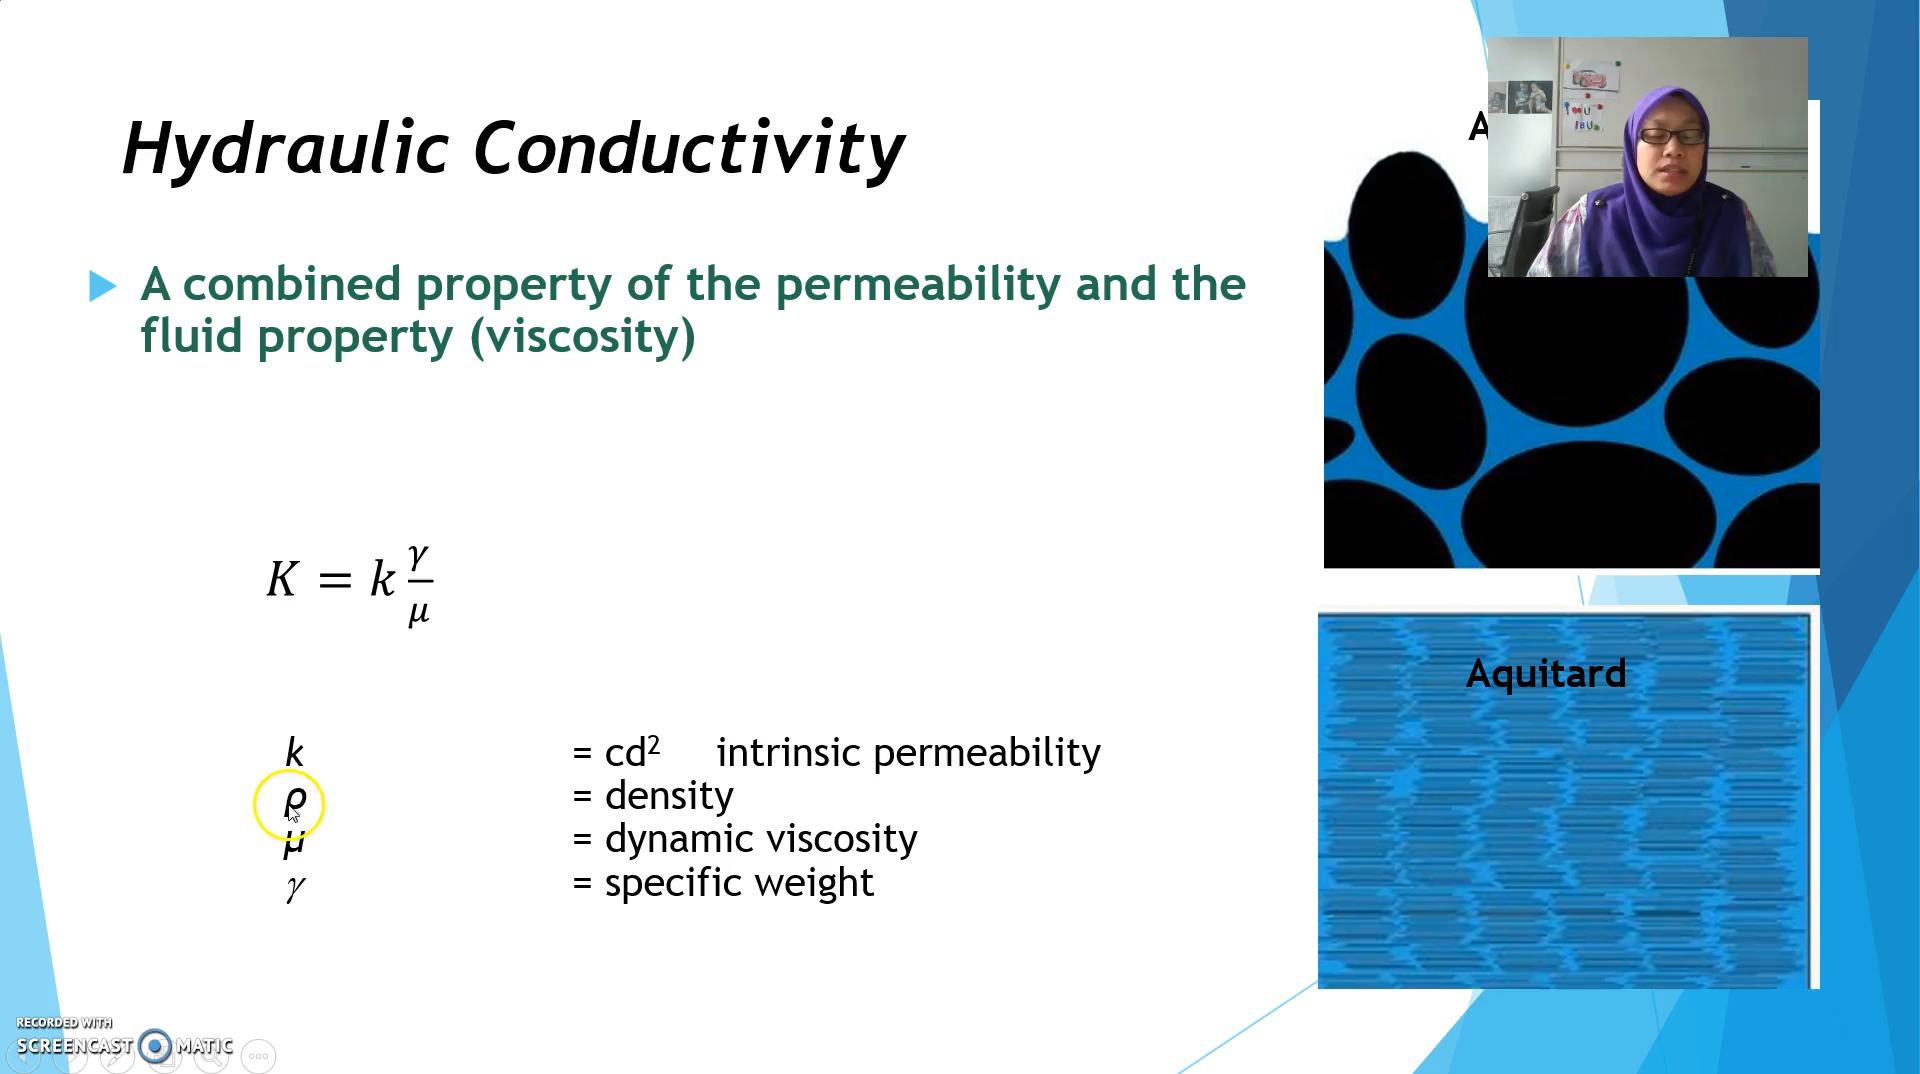 Hydraulic Conductivity
A
A combined property of the permeability and the
fluid property (viscosity)
K = k γ/μ
k = cd² intrinsic permeability
ρ = density
μ = dynamic viscosity
γ = specific weight
Aquitard
RECORDED WITH
SCREENCAST MATIC